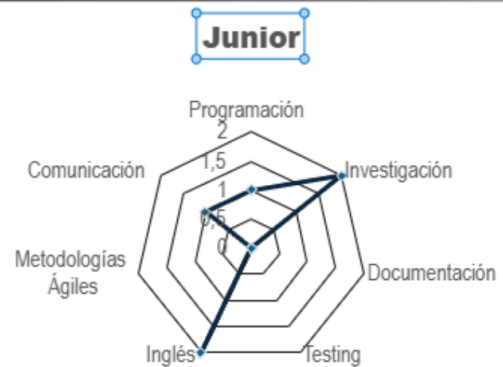 Junior
Programación
2
Comunicación
1,5
Investigación
1
0,5
0
Metodologías
Ágiles
Documentación
Inglés
Testing